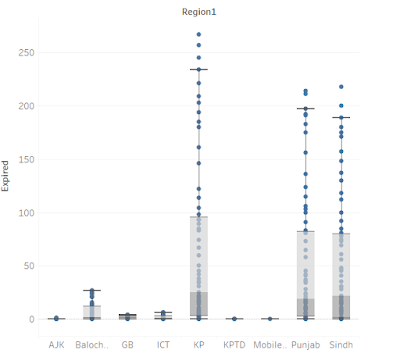 Region1
250
200
150
100
50
0
Expired
AJK Baloch.. GB ICT KP KPTD Mobile.. Punjab Sindh